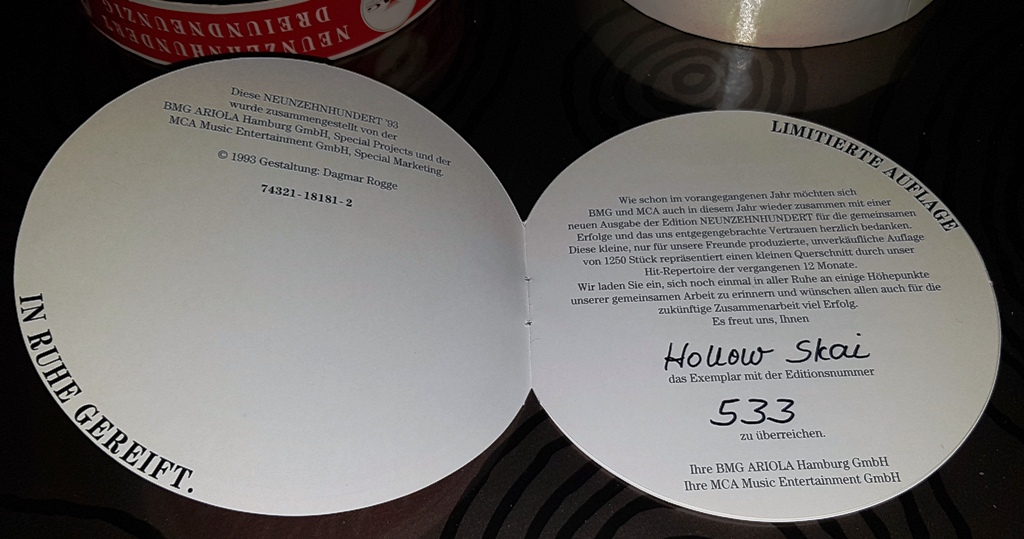 NEUNZEHNHUNDERT
DREIUNDNEUNZIG
Diese NEUNZEHNHUNDERT '93
wurde zusammengestellt von der
BMG ARIOLA Hamburg GmbH, Special Projects und der
MCA Music Entertainment GmbH, Special Marketing.
© 1993 Gestaltung: Dagmar Rogge
74321-18181-2
IN RUHE GEREIFT.
LIMITIERTE AUFLAGE
Wie schon im vorangegangenen Jahr möchten sich
BMG und MCA auch in diesem Jahr wieder zusammen mit einer
neuen Ausgabe der Edition NEUNZEHNHUNDERT für die gemeinsamen
Erfolge und das uns entgegengebrachte Vertrauen herzlich bedanken.
Diese kleine, nur für unsere Freunde produzierte, unverkäufliche Auflage
von 1250 Stück repräsentiert einen kleinen Querschnitt durch unser
Hit-Repertoire der vergangenen 12 Monate.
Wir laden Sie ein, sich noch einmal in aller Ruhe an einige Höhepunkte
unserer gemeinsamen Arbeit zu erinnern und wünschen allen auch für die
zukünftige Zusammenarbeit viel Erfolg.
Es freut uns, Ihnen
Hollow Skai
das Exemplar mit der Editionsnummer
533
zu überreichen.
Ihre BMG ARIOLA Hamburg GmbH
Ihre MCA Music Entertainment GmbH